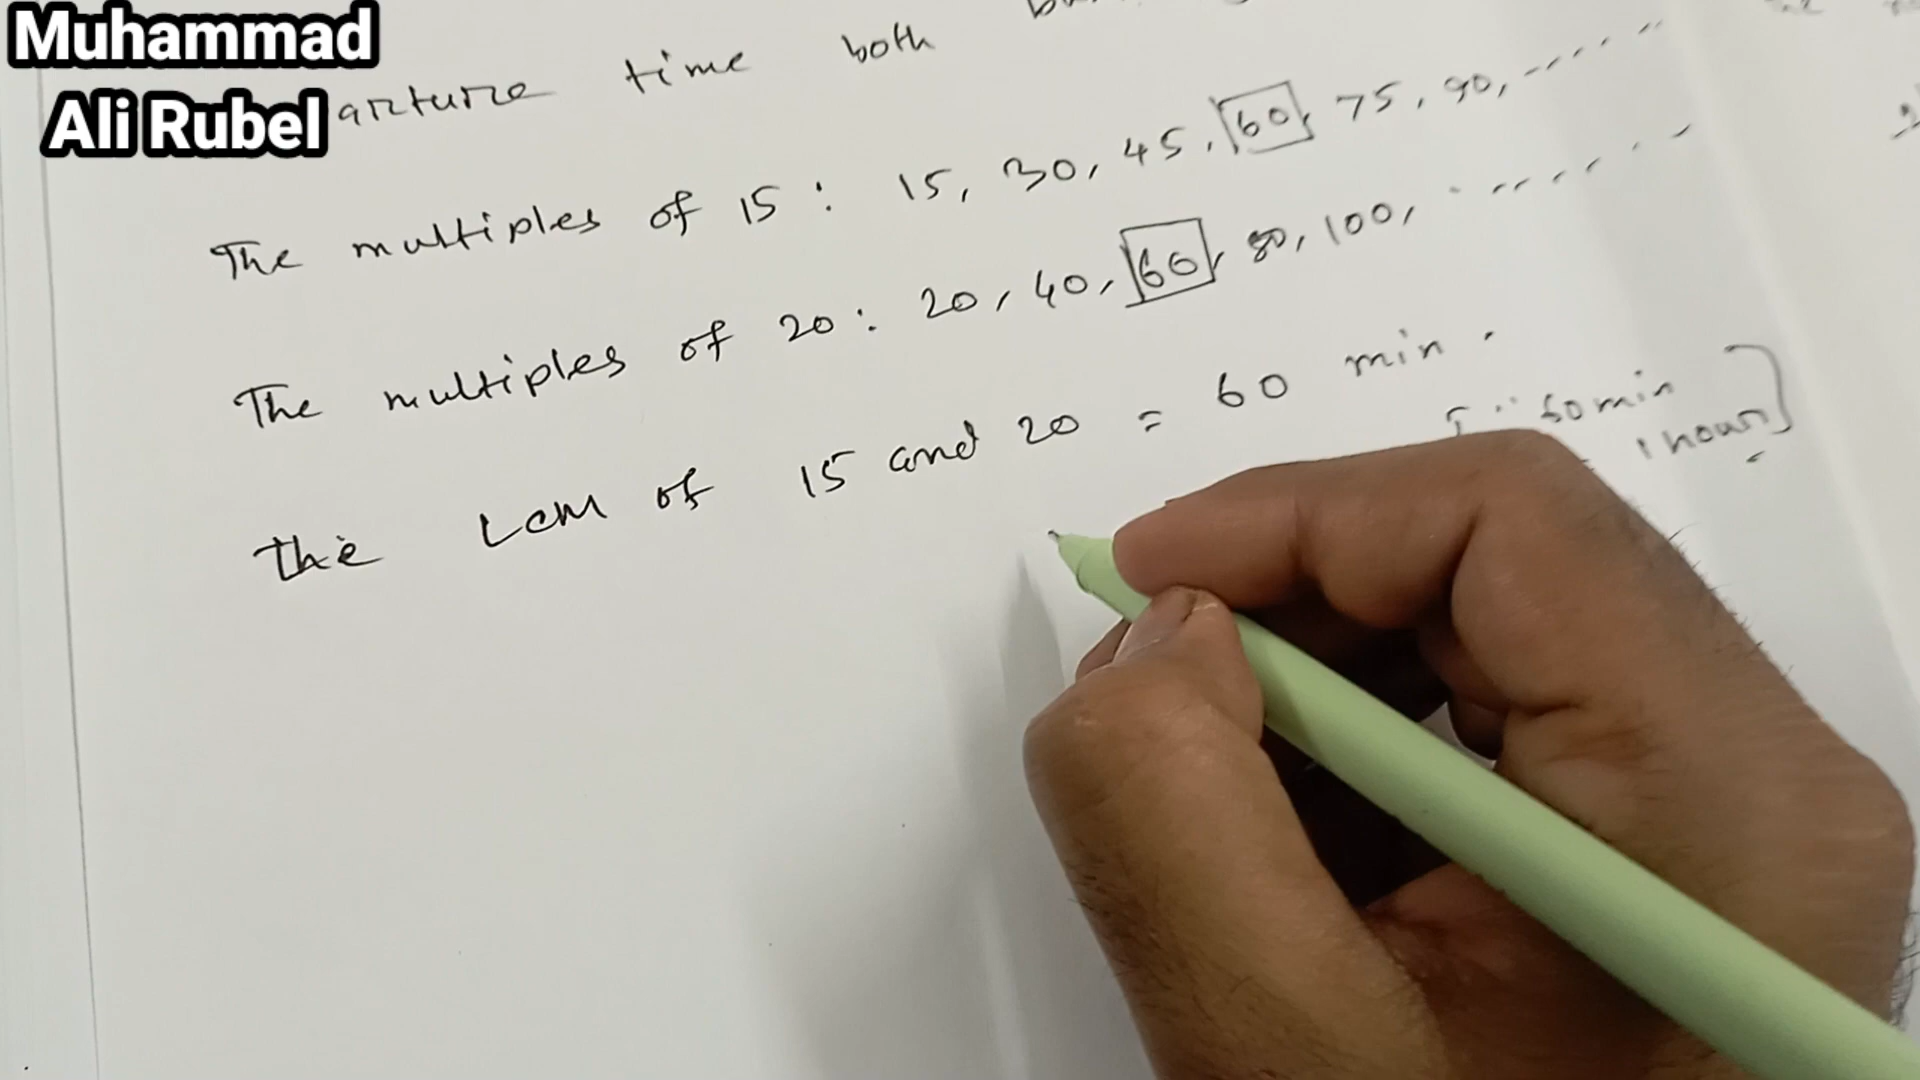 Muhammad
Ali Rubel
arture time both
The multiples of 15 : 15, 30, 45, 60, 75, 90, ------
The multiples of 20 : 20, 40, 60, 80, 100, -------
the LCM of 15 and 20 = 60 min.
[∵ 60 min
1 hour]